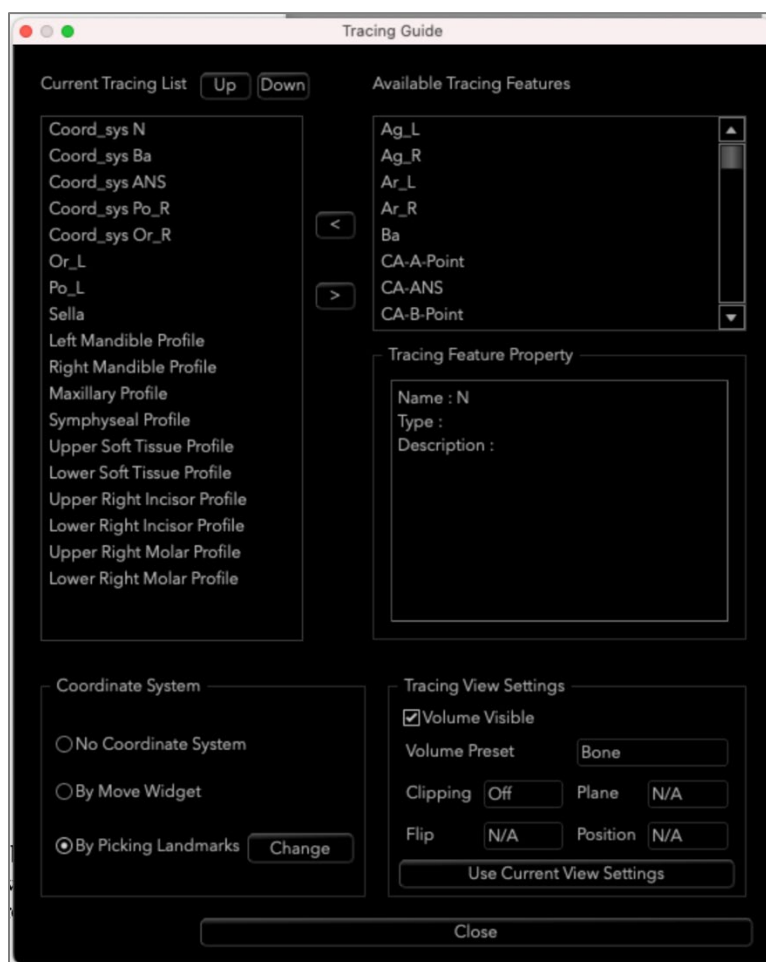 Tracing Guide
Current Tracing List Up Down
Coord_sys N
Coord_sys Ba
Coord_sys ANS
Coord_sys Po_R
Coord_sys Or_R
Or_L
Po_L
Sella
Left Mandible Profile
Right Mandible Profile
Maxillary Profile
Symphyseal Profile
Upper Soft Tissue Profile
Lower Soft Tissue Profile
Upper Right Incisor Profile
Lower Right Incisor Profile
Upper Right Molar Profile
Lower Right Molar Profile
<
>
Available Tracing Features
Ag_L
Ag_R
Ar_L
Ar_R
Ba
CA-A-Point
CA-ANS
CA-B-Point
Tracing Feature Property
Name : N
Type :
Description :
Coordinate System
No Coordinate System
By Move Widget
By Picking Landmarks Change
Tracing View Settings
Volume Visible
Volume Preset Bone
Clipping Off Plane N/A
Flip N/A Position N/A
Use Current View Settings
Close